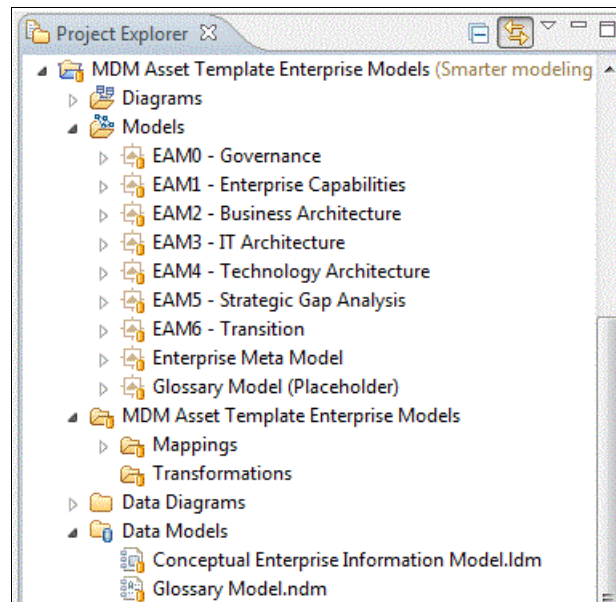 Project Explorer
MDM Asset Template Enterprise Models (Smarter modeling
Diagrams
Models
EAM0 - Governance
EAM1 - Enterprise Capabilities
EAM2 - Business Architecture
EAM3 - IT Architecture
EAM4 - Technology Architecture
EAM5 - Strategic Gap Analysis
EAM6 - Transition
Enterprise Meta Model
Glossary Model (Placeholder)
MDM Asset Template Enterprise Models
Mappings
Transformations
Data Diagrams
Data Models
Conceptual Enterprise Information Model.ldm
Glossary Model.ndm